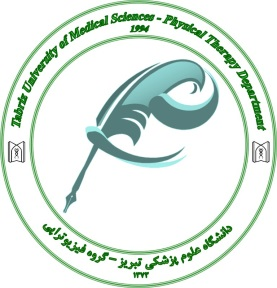 Tabriz University of Medical Sciences - Physical Therapy Department
1994
دانشگاه علوم پزشکی تبریز - گروه فیزیوتراپی
۱۳۷۳